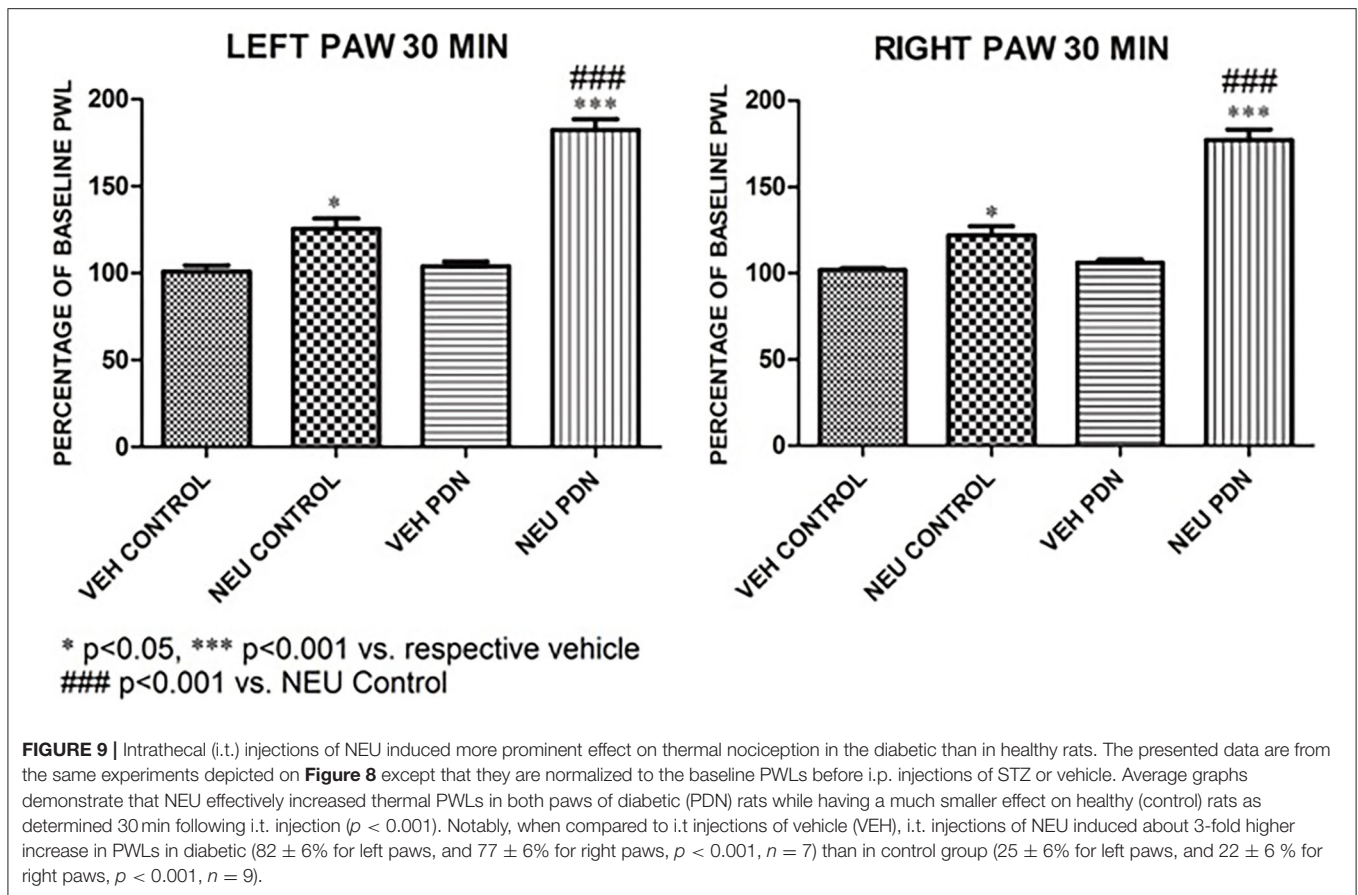 LEFT PAW 30 MIN
PERCENTAGE OF BASELINE PWL
200
150
100
50
0
###
***
*
VEH CONTROL
NEU CONTROL
VEH PDN
NEU PDN
RIGHT PAW 30 MIN
PERCENTAGE OF BASELINE PWL
200
150
100
50
0
###
***
*
VEH CONTROL
NEU CONTROL
VEH PDN
NEU PDN
* p<0.05, *** p<0.001 vs. respective vehicle
### p<0.001 vs. NEU Control
FIGURE 9 | Intrathecal (i.t.) injections of NEU induced more prominent effect on thermal nociception in the diabetic than in healthy rats. The presented data are from
the same experiments depicted on Figure 8 except that they are normalized to the baseline PWLs before i.p. injections of STZ or vehicle. Average graphs
demonstrate that NEU effectively increased thermal PWLs in both paws of diabetic (PDN) rats while having a much smaller effect on healthy (control) rats as
determined 30 min following i.t. injection (p < 0.001). Notably, when compared to i.t injections of vehicle (VEH), i.t. injections of NEU induced about 3-fold higher
increase in PWLs in diabetic (82 ± 6% for left paws, and 77 ± 6% for right paws, p < 0.001, n = 7) than in control group (25 ± 6% for left paws, and 22 ± 6 % for
right paws, p < 0.001, n = 9).